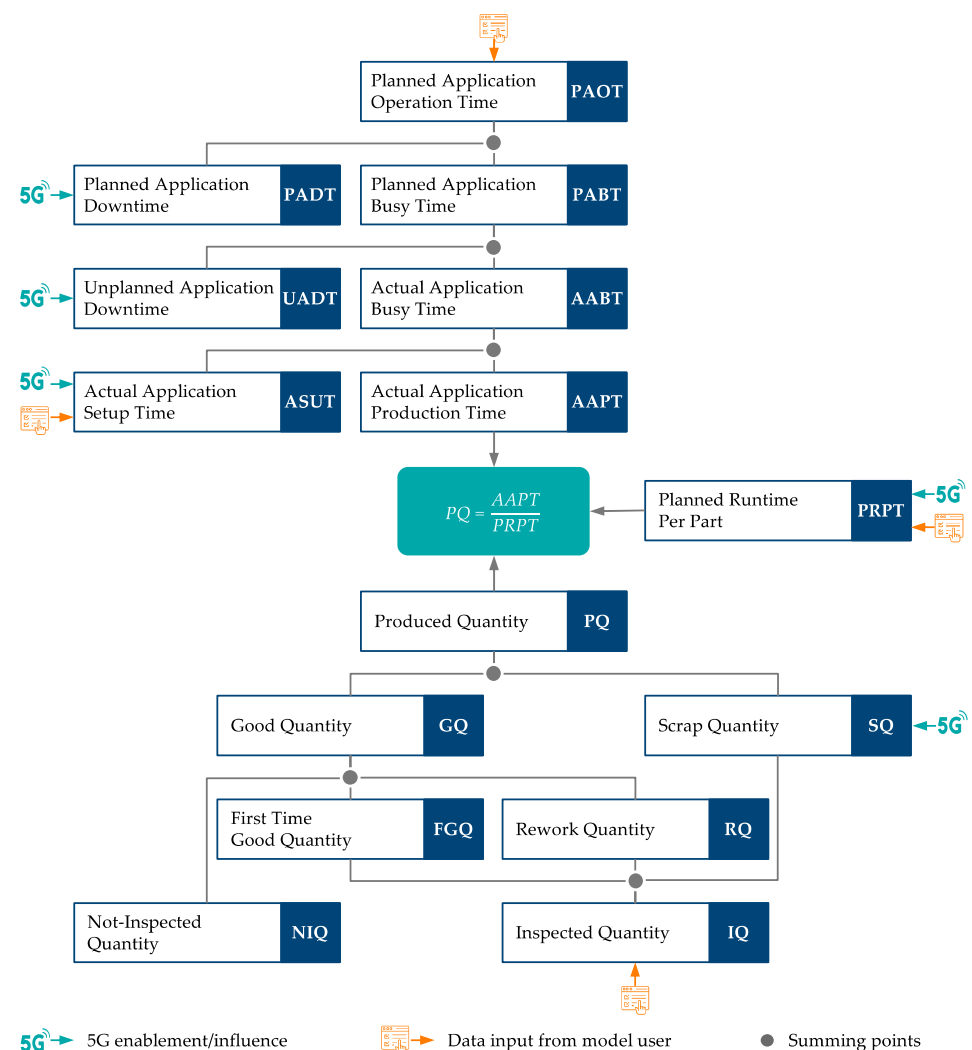 Planned Application
Operation Time
PAOT
5G
Planned Application
Downtime
PADT
Planned Application
Busy Time
PABT
5G
Unplanned Application
Downtime
UADT
Actual Application
Busy Time
AABT
5G
Actual Application
Setup Time
ASUT
Actual Application
Production Time
AAPT
PQ = AAPT
PRPT
Planned Runtime
Per Part
PRPT
5G
Produced Quantity
PQ
Good Quantity
GQ
Scrap Quantity
SQ
5G
First Time
Good Quantity
FGQ
Rework Quantity
RQ
Not-Inspected
Quantity
NIQ
Inspected Quantity
IQ
5G 5G enablement/influence
Data input from model user
Summing points